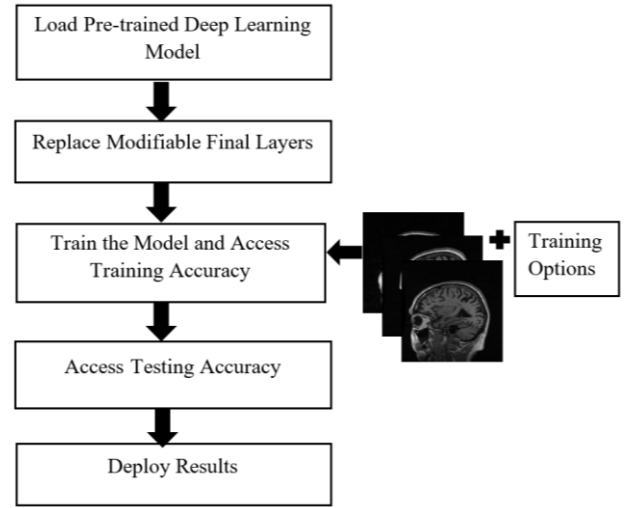 Load Pre-trained Deep Learning
Model
Replace Modifiable Final Layers
Train the Model and Access
Training Accuracy
Training
Options
Access Testing Accuracy
Deploy Results